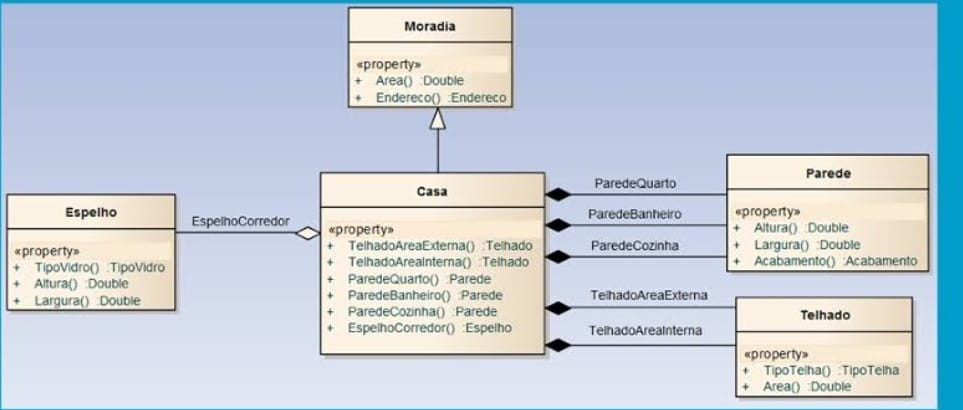 Moradia
«property»
+ Area() :Double
+ Endereco() :Endereco
Espelho
«property»
+ TipoVidro() :TipoVidro
+ Altura() :Double
+ Largura() :Double
EspelhoCorredor
Casa
«property»
+ TelhadoAreaExterna() :Telhado
+ TelhadoAreaInterna() :Telhado
+ ParedeQuarto() :Parede
+ ParedeBanheiro() :Parede
+ ParedeCozinha() :Parede
+ EspelhoCorredor() :Espelho
ParedeQuarto
ParedeBanheiro
ParedeCozinha
TelhadoAreaExterna
TelhadoAreaInterna
Parede
«property»
+ Altura() :Double
+ Largura() :Double
+ Acabamento() :Acabamento
Telhado
«property»
+ TipoTelha() :TipoTelha
+ Area() :Double